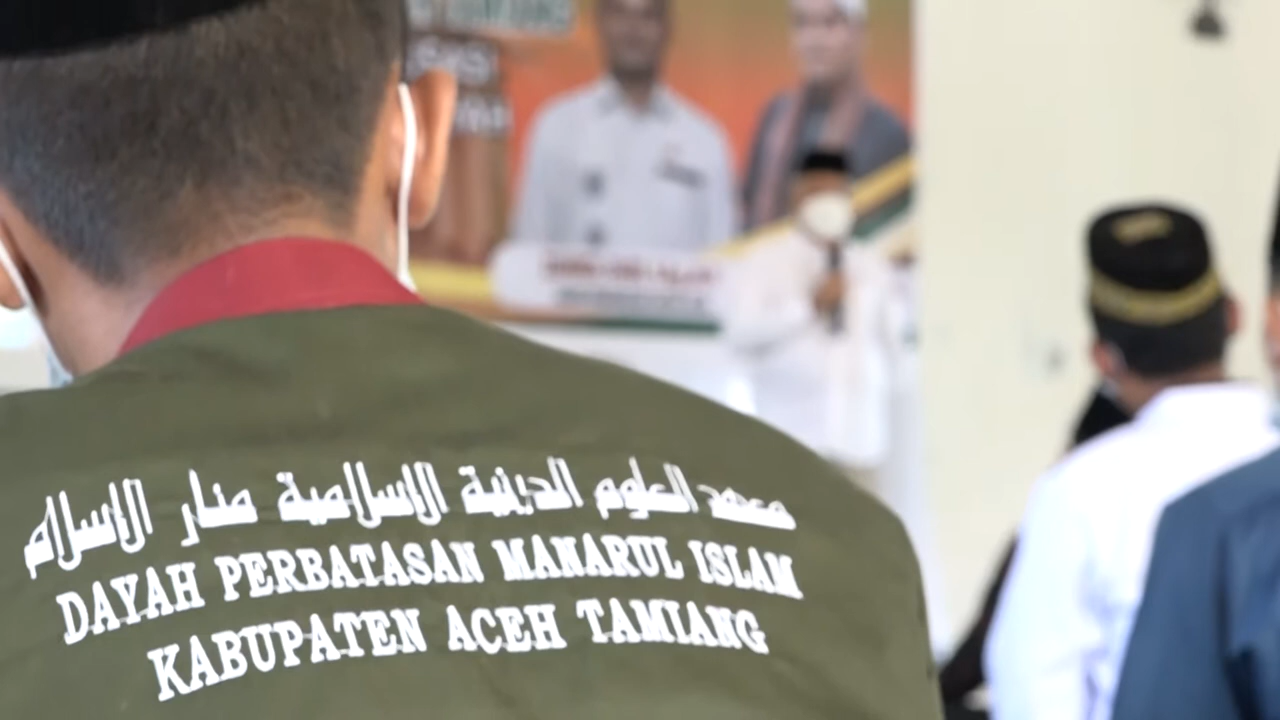 معهد العلوم الدينية الإسلامية منار الإسلام
DAYAH PERBATASAN MANARUL ISLAM
KABUPATEN ACEH TAMIANG